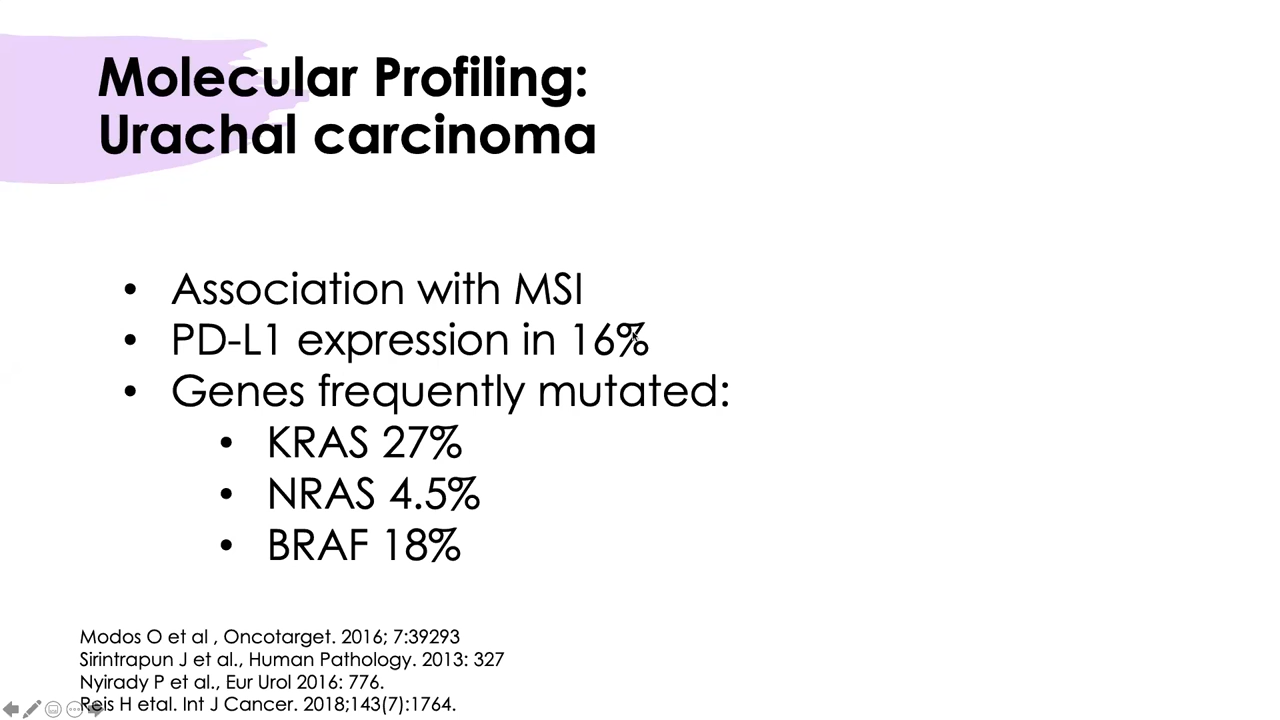 Molecular Profiling:
Urachal carcinoma
• Association with MSI
• PD-L1 expression in 16%
• Genes frequently mutated:
• KRAS 27%
• NRAS 4.5%
• BRAF 18%
Modos O et al , Oncotarget. 2016; 7:39293
Sirintrapun J et al., Human Pathology. 2013: 327
Nyirady P et al., Eur Urol 2016: 776.
Reis H etal. Int J Cancer. 2018;143(7):1764.